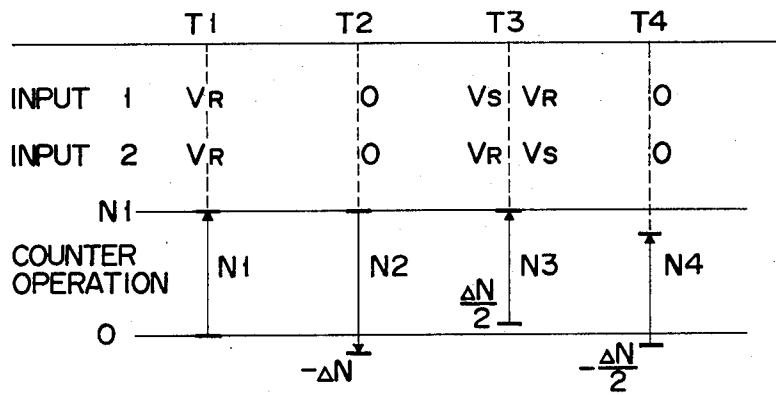 T1 T2 T3 T4
INPUT 1 VR 0 VS VR 0
INPUT 2 VR 0 VR VS 0
N1
COUNTER OPERATION N1 N2 N3 N4
ΔN/2
0
-ΔN -ΔN/2